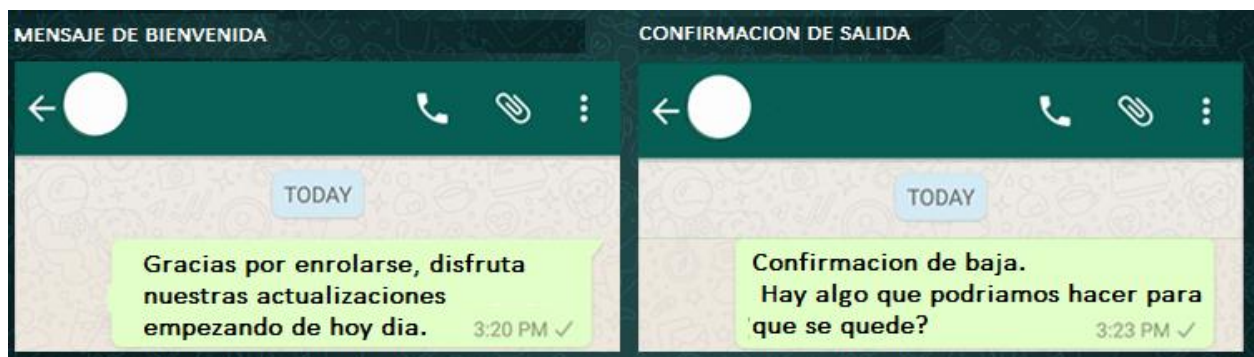 MENSAJE DE BIENVENIDA
TODAY
Gracias por enrolarse, disfruta
nuestras actualizaciones
empezando de hoy dia. 3:20 PM
CONFIRMACION DE SALIDA
TODAY
Confirmacion de baja.
Hay algo que podriamos hacer para
que se quede? 3:23 PM